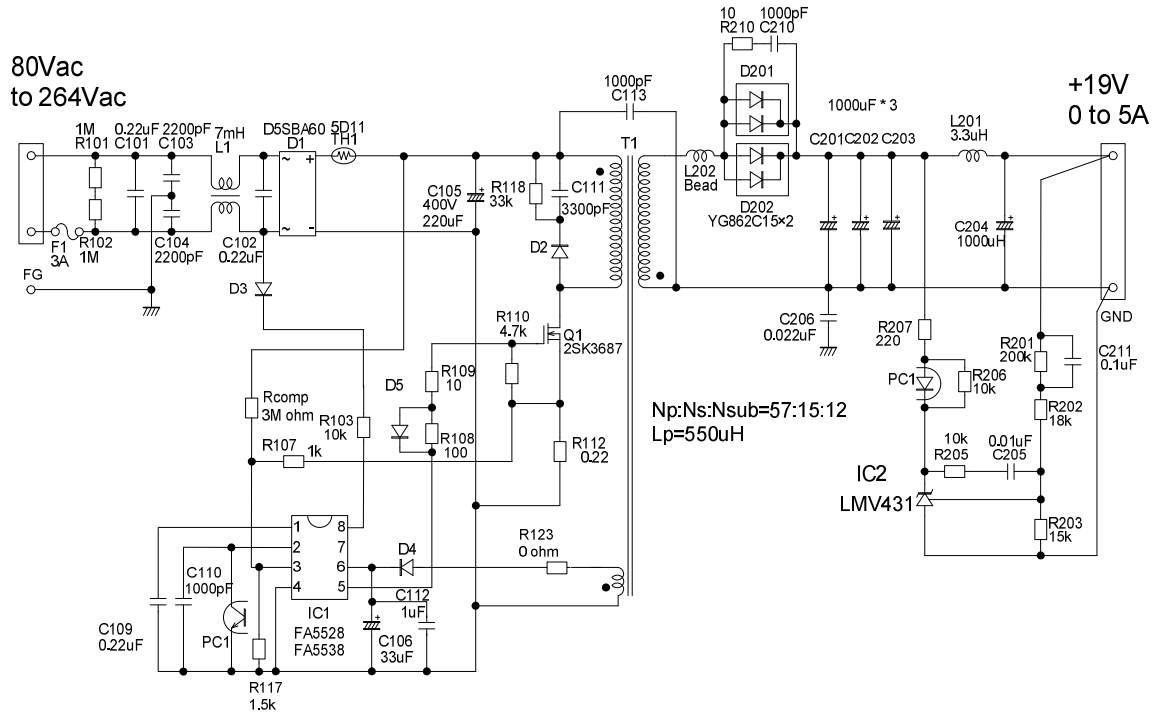 80Vac
to 264Vac
1M
R101
0.22uF
C101
2200pF
C103
7mH
L1
D5SBA60
D1
5D11
TH1
~
+
~
-
F1
3A
R102
1M
C104
2200pF
C102
0.22uF
FG
D3
C105
400V
220uF
+
R118
33k
C111
3300pF
D2
1000pF
C113
T1
10
R210
1000pF
C210
D201
L202
Bead
D202
YG862C15×2
1000uF * 3
C201
C202
C203
+
+
+
L201
3.3uH
+19V
0 to 5A
C204
1000uH
+
GND
C206
0.022uF
R207
220
PC1
R206
10k
R201
200k
C211
0.1uF
R202
18k
10k
R205
0.01uF
C205
IC2
LMV431
R203
15k
R110
4.7k
Q1
2SK3687
R109
10
D5
R108
100
R112
0.22
Np:Ns:Nsub=57:15:12
Lp=550uH
Rcomp
3M ohm
R103
10k
R107
1k
1
2
3
4
8
7
6
5
IC1
FA5528
FA5538
D4
R123
0 ohm
C112
1uF
C106
33uF
+
C110
1000pF
C109
0.22uF
PC1
R117
1.5k